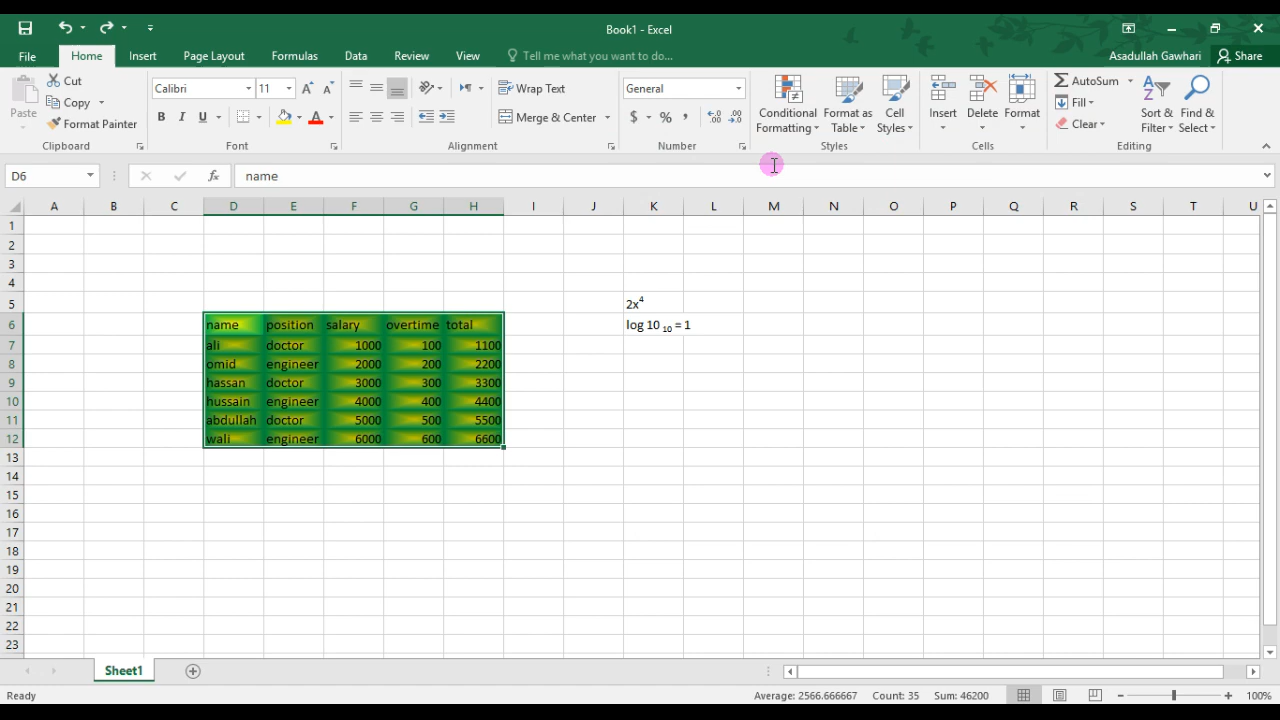 Book1 - Excel
File Home Insert Page Layout Formulas Data Review View Tell me what you want to do... Asadullah Gawhari Share
Paste
Cut
Copy
Format Painter
Clipboard
Calibri 11
B I U A
Font
Wrap Text
Merge & Center
Alignment
General
$ % ,
Number
Conditional Formatting
Format as Table
Cell Styles
Styles
Insert Delete Format
Cells
AutoSum
Fill
Clear
Sort & Filter
Find & Select
Editing
D6 fx name
A B C D E F G H I J K L M N O P Q R S T U
1
2
3
4
5 2x⁴
6 name position salary overtime total log 10 ₁₀ = 1
7 ali doctor 1000 100 1100
8 omid engineer 2000 200 2200
9 hassan doctor 3000 300 3300
10 hussain engineer 4000 400 4400
11 abdullah doctor 5000 500 5500
12 wali engineer 6000 600 6600
13
14
15
16
17
18
19
20
21
22
23
Sheet1
Ready Average: 2566.666667 Count: 35 Sum: 46200 100%